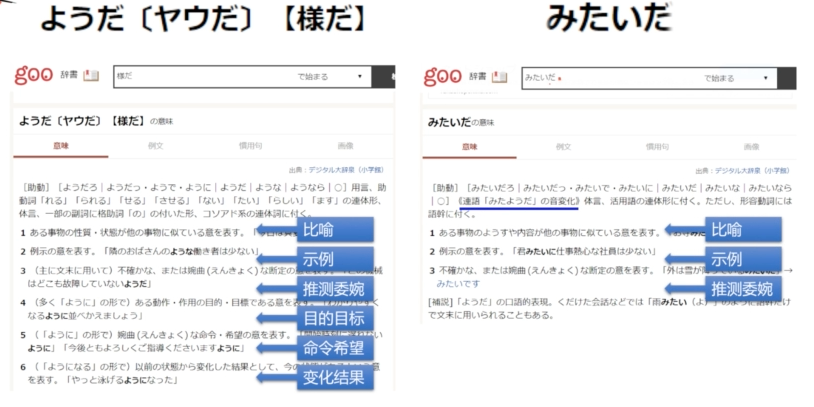 ようだ〔ヤウだ〕【様だ】
goo 辞書
様だ
で始まる
ようだ〔ヤウだ〕【様だ】の意味
意味
例文
慣用句
画像
出典：デジタル大辞泉（小学館）
［助動］［ようだろ｜ようだっ・ようで・ように｜ようだ｜ような｜ようなら｜○］用言、助
動詞「れる」「られる」「せる」「させる」「ない」「たい」「らしい」「ます」の連体形、
体言、一部の副詞に格助詞「の」の付いた形、コソアド系の連体詞に付く。
1 ある事物の性質・状態が他の事物に似ている意を表す。
比喻
2 例示の意を表す。「隣のおばさんのような働き者は少ない」
示例
3 （主に文末に用いて）不確かな、または婉曲（えんきょく）な断定の意を表す。
はどこも故障していないようだ」
推测委婉
4 （多く「ように」の形で）ある動作・作用の目的・目標である意を表す。
なるように並べかえましょう」
目的目标
5 （「ように」の形で）婉曲（えんきょく）な命令・希望の意を表す。
ように」「今後ともよろしくご指導くださいますように」
命令希望
6 （「ようになる」の形で）以前の状態から変化した結果として、今の
を表す。「やっと泳げるようになった」
变化结果
みたいだ
goo 辞書
みたいだ
で始まる
みたいだの意味
意味
例文
慣用句
画像
出典：デジタル大辞泉（小学館）
［助動］［みたいだろ｜みたいだっ・みたいで・みたいに｜みたいだ｜みたいな｜みたいなら
｜○］《連語「みたようだ」の音変化》体言、活用語の連体形に付く。ただし、形容動詞には
語幹に付く。
1 ある事物のようすや内容が他の事物に似ている意を表す。
比喻
2 例示の意を表す。「君みたいに仕事熱心な社員は少ない」
示例
3 不確かな、または婉曲（えんきょく）な断定の意を表す。「外は雪が →
みたいです
推测委婉
[補説]「ようだ」の口語的表現。くだけた会話などでは「雨みたい（よ）」のように語幹だけ
で文末に用いられることもある。